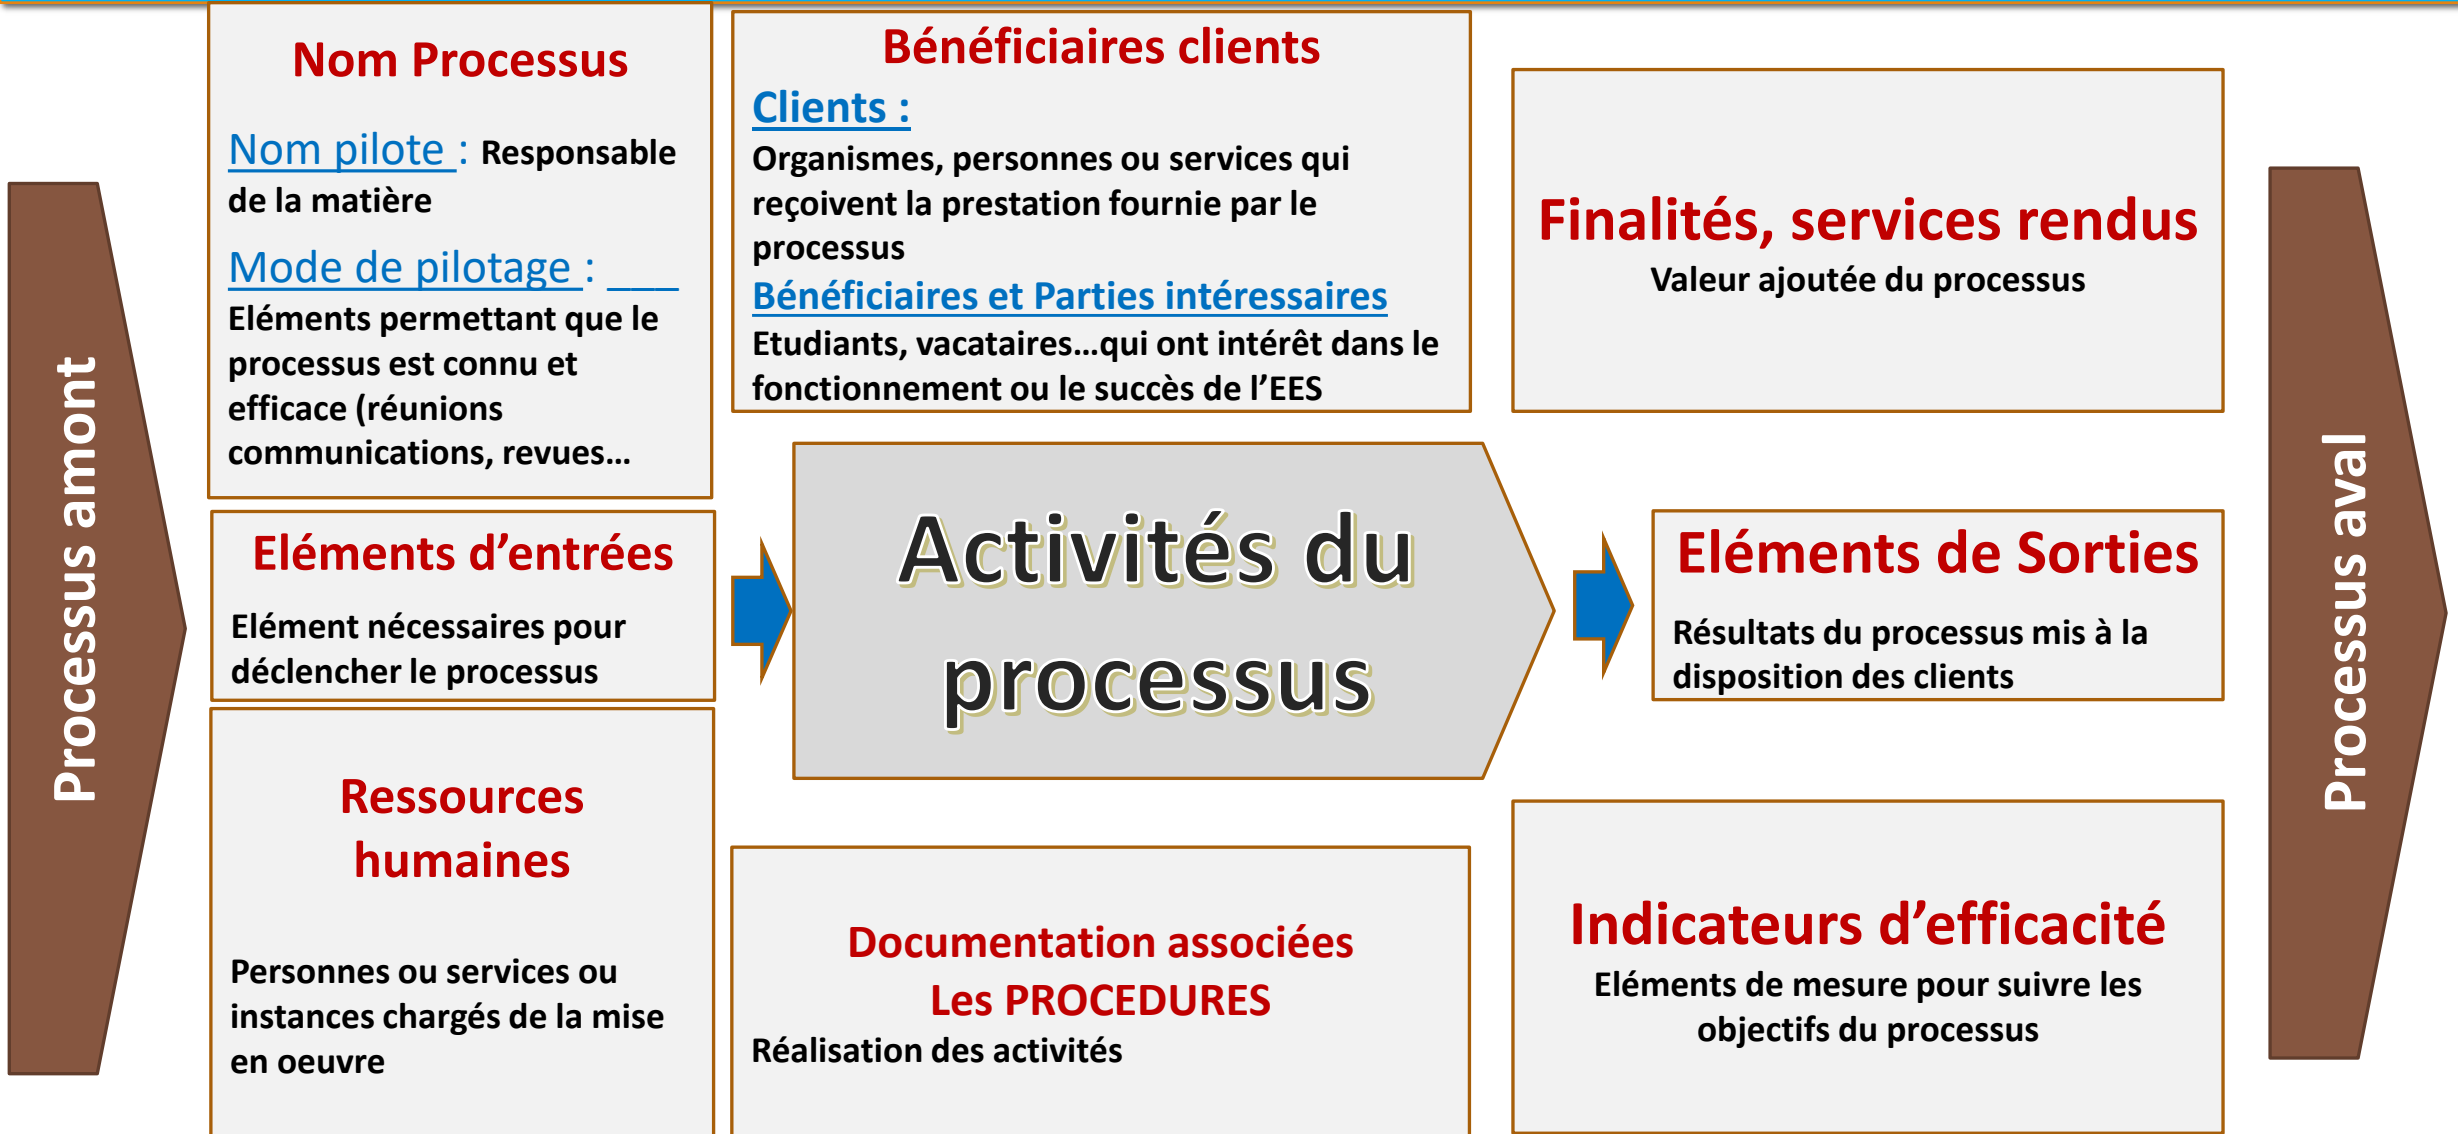 Processus amont
Nom Processus
Nom pilote : Responsable
de la matière
Mode de pilotage : ___
Eléments permettant que le
processus est connu et
efficace (réunions
communications, revues…
Bénéficiaires clients
Clients :
Organismes, personnes ou services qui
reçoivent la prestation fournie par le
processus
Bénéficiaires et Parties intéressaires
Etudiants, vacataires…qui ont intérêt dans le
fonctionnement ou le succès de l’EES
Finalités, services rendus
Valeur ajoutée du processus
Eléments d’entrées
Elément nécessaires pour
déclencher le processus
Activités du
processus
Eléments de Sorties
Résultats du processus mis à la
disposition des clients
Ressources
humaines
Personnes ou services ou
instances chargés de la mise
en oeuvre
Documentation associées
Les PROCEDURES
Réalisation des activités
Indicateurs d’efficacité
Eléments de mesure pour suivre les
objectifs du processus
Processus aval